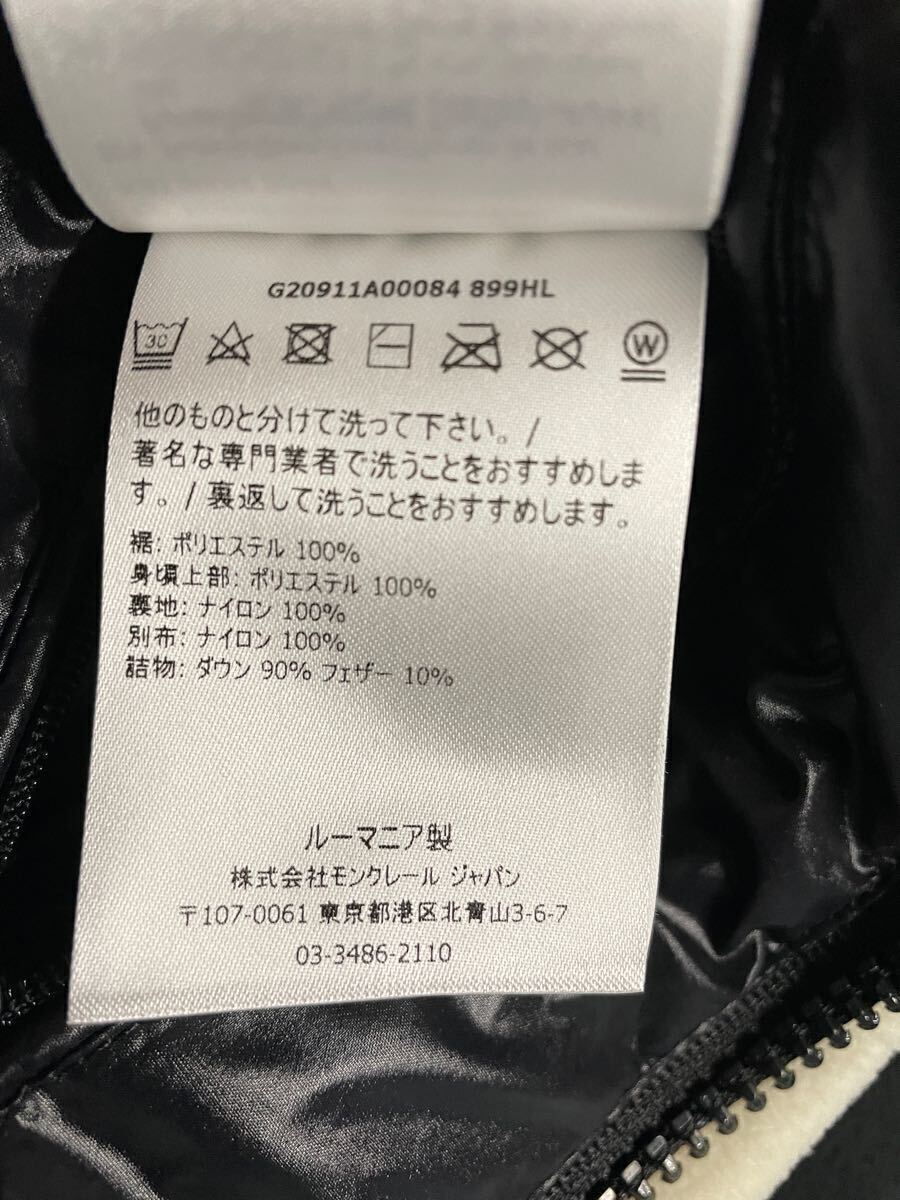 G20911A00084 899HL
30
W
他のものと分けて洗って下さい。/
著名な専門業者で洗うことをおすすめしま
す。/ 裏返して洗うことをおすすめします。
裾: ポリエステル 100%
身頃上部: ポリエステル 100%
裏地: ナイロン 100%
別布: ナイロン 100%
詰物: ダウン 90% フェザー 10%
ルーマニア製
株式会社モンクレール ジャパン
〒107-0061 東京都港区北青山3-6-7
03-3486-2110